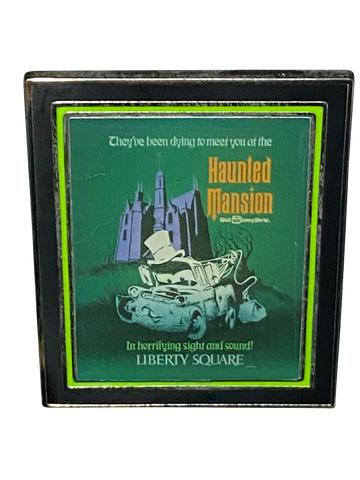 They've been dying to meet you at the
Haunted
Mansion
Walt Disney World.
In horrifying sight and sound!
LIBERTY SQUARE